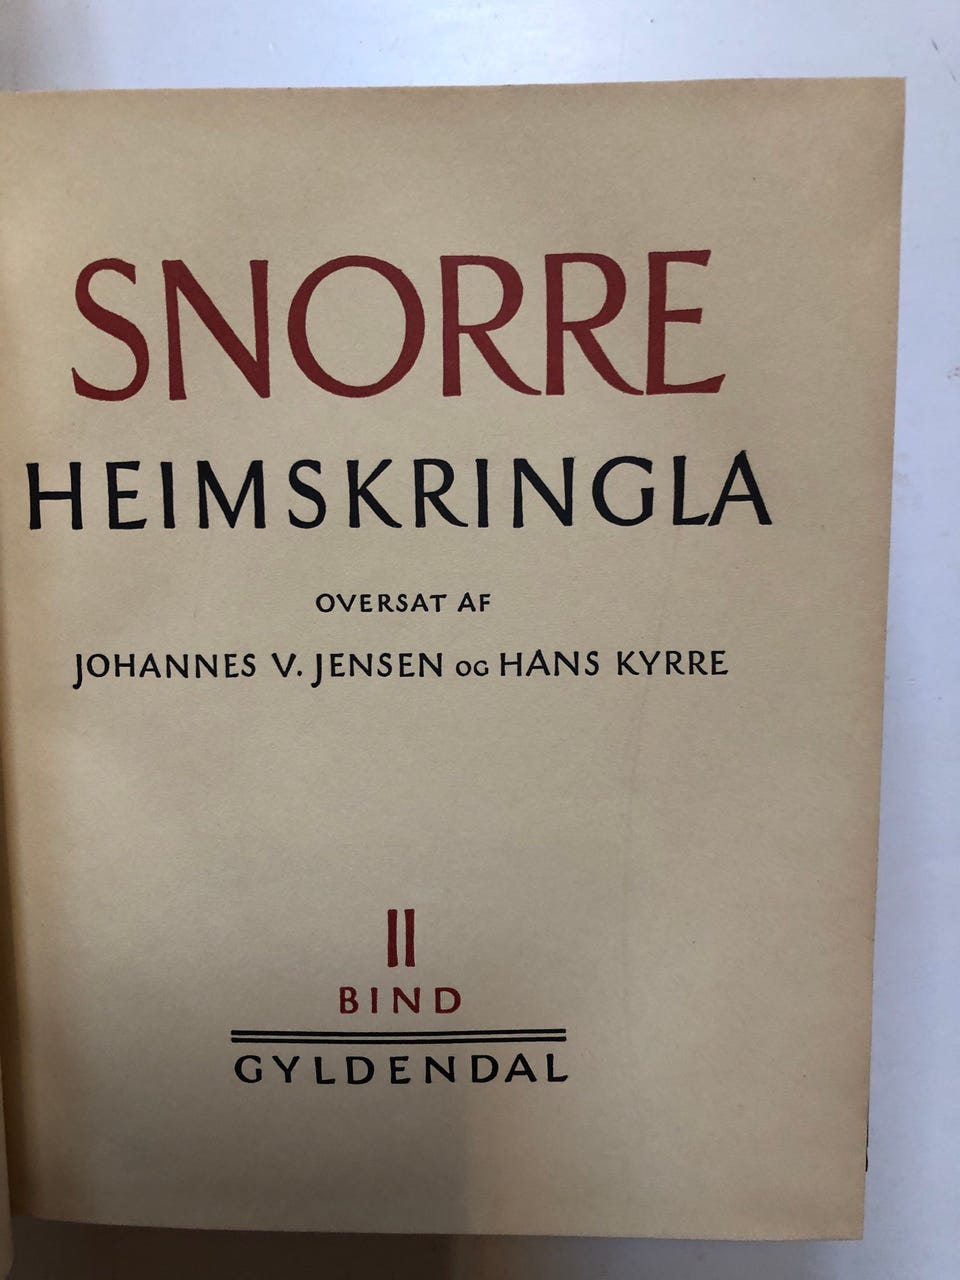 SNORRE
HEIMSKRINGLA
OVERSAT AF
JOHANNES V. JENSEN OG HANS KYRRE
II
BIND
GYLDENDAL